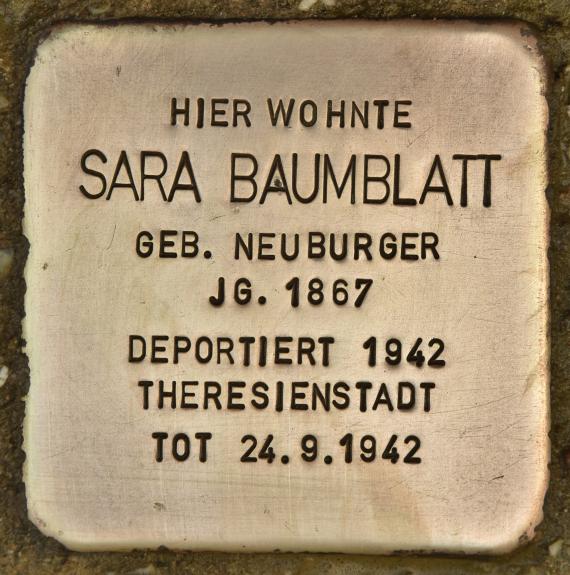 HIER WOHNTE
SARA BAUMBLATT
GEB. NEUBURGER
JG. 1867
DEPORTIERT 1942
THERESIENSTADT
TOT 24.9.1942